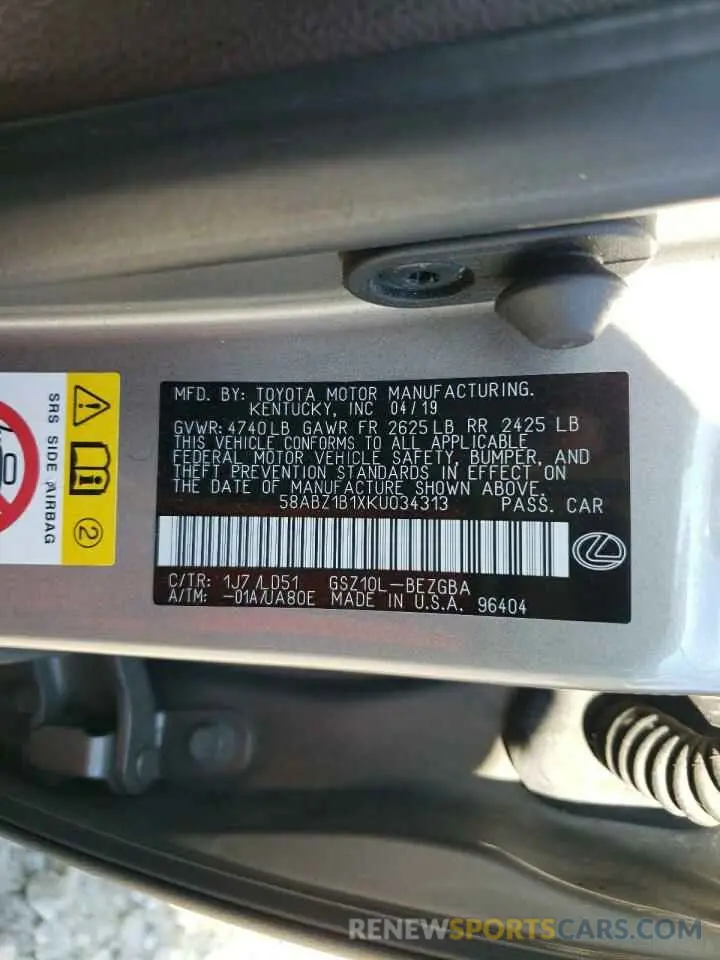 MFD. BY: TOYOTA MOTOR MANUFACTURING.
KENTUCKY, INC 04/19
GVWR: 4740LB GAWR FR 2625LB RR 2425 LB
THIS VEHICLE CONFORMS TO ALL APPLICABLE
FEDERAL MOTOR VEHICLE SAFETY, BUMPER, AND
THEFT PREVENTION STANDARDS IN EFFECT ON
THE DATE OF MANUFACTURE SHOWN ABOVE.
58ABZ1B1XKU034313 PASS. CAR
C/TR: 1J7/LD51 GSZ10L-BEZGBA
A/TM: -01A/UA80E MADE IN U.S.A. 96404
SRS SIDE AIRBAG
2
RENEWSPORTSCARS.COM